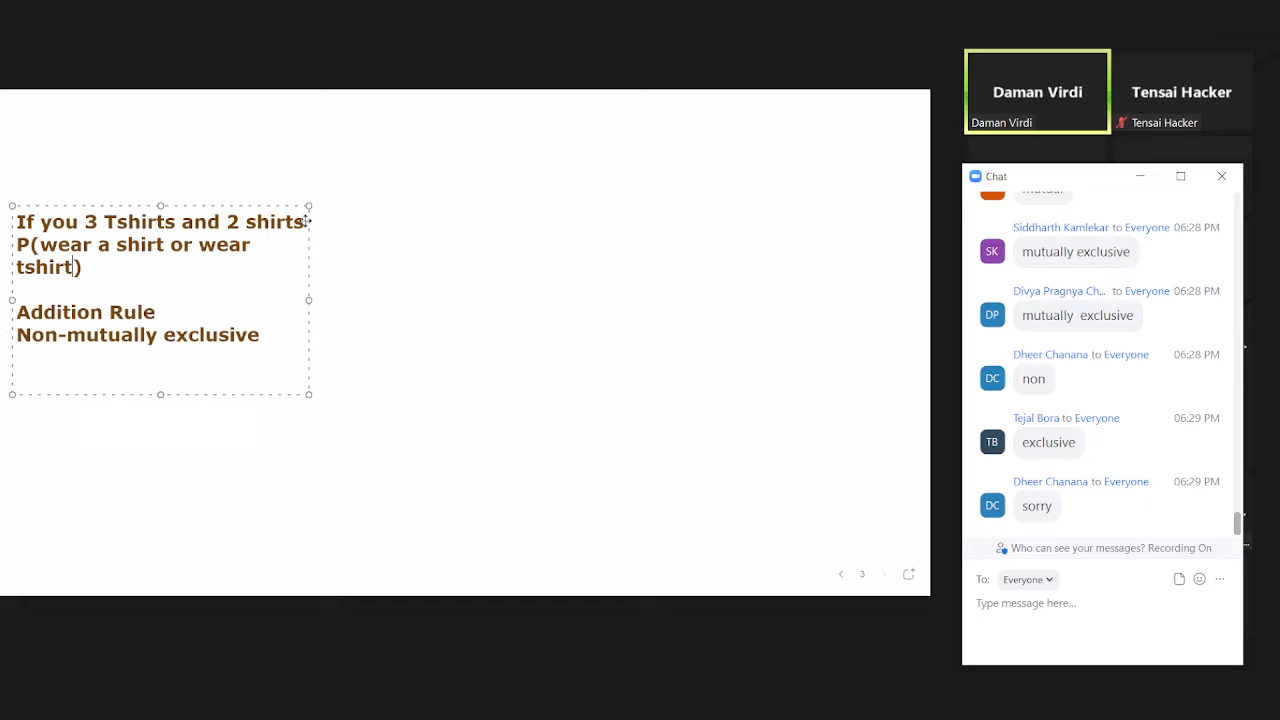 If you 3 Tshirts and 2 shirts
P(wear a shirt or wear
tshirt)
Addition Rule
Non-mutually exclusive
3
Daman Virdi
Daman Virdi
Tensai Hacker
Tensai Hacker
Chat
Siddharth Kamlekar to Everyone 06:28 PM
SK
mutually exclusive
Divya Pragnya Ch... to Everyone 06:28 PM
DP
mutually exclusive
Dheer Chanana to Everyone 06:28 PM
DC
non
Tejal Bora to Everyone 06:29 PM
TB
exclusive
Dheer Chanana to Everyone 06:29 PM
DC
sorry
Who can see your messages? Recording On
To: Everyone
Type message here...